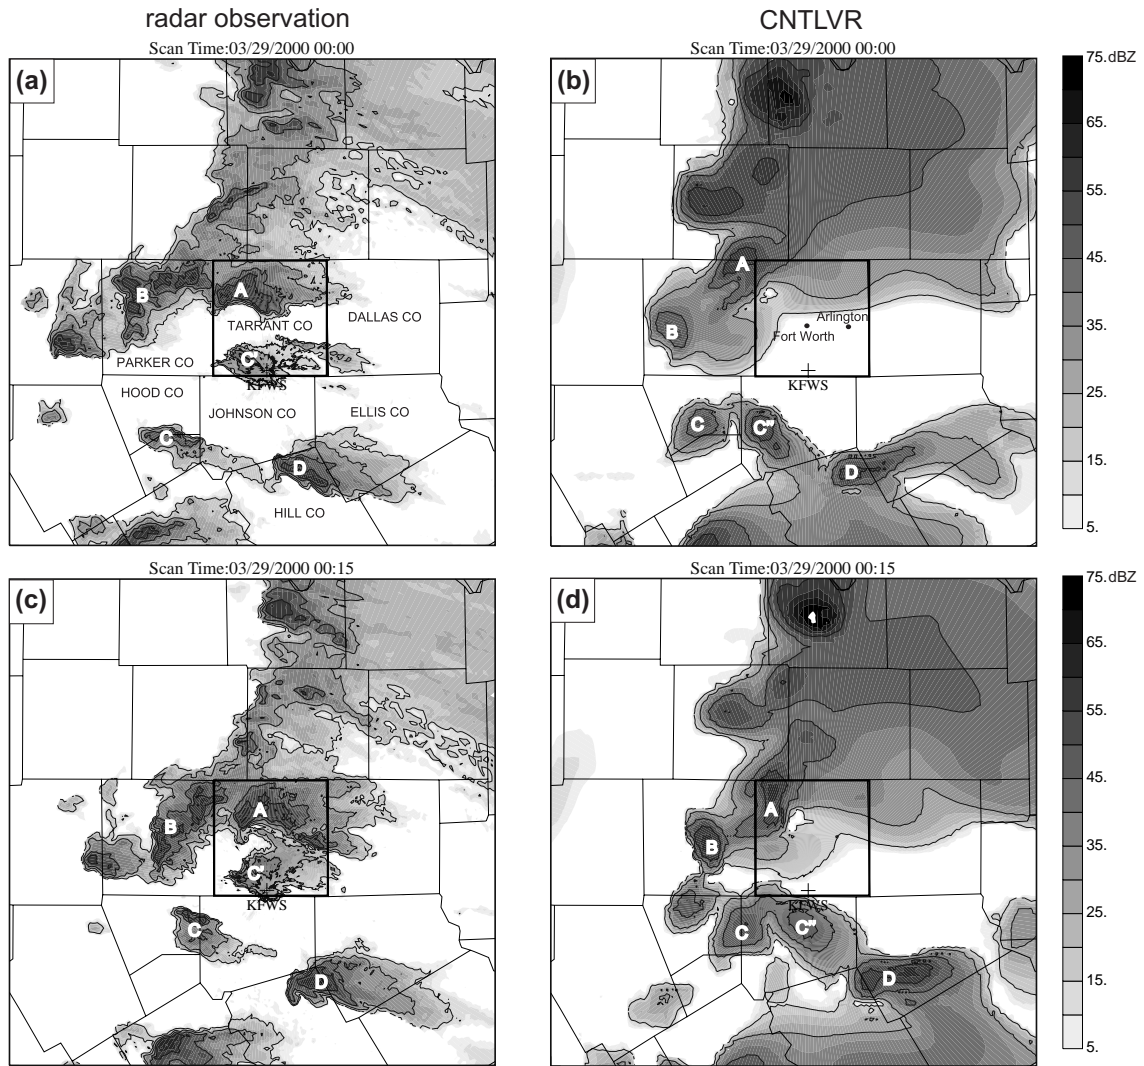 radar observation
CNTLVR
Scan Time:03/29/2000 00:00
Scan Time:03/29/2000 00:00
(a)
A
B
C'
C
D
TARRANT CO
DALLAS CO
PARKER CO
KFWS
HOOD CO
JOHNSON CO
ELLIS CO
HILL CO
(b)
A
B
Arlington
Fort Worth
KFWS
C
C"
D
75. dBZ
65.
55.
45.
35.
25.
15.
5.
Scan Time:03/29/2000 00:15
Scan Time:03/29/2000 00:15
(c)
A
B
C'
KFWS
C
D
(d)
A
B
KFWS
C
C"
D
75. dBZ
65.
55.
45.
35.
25.
15.
5.